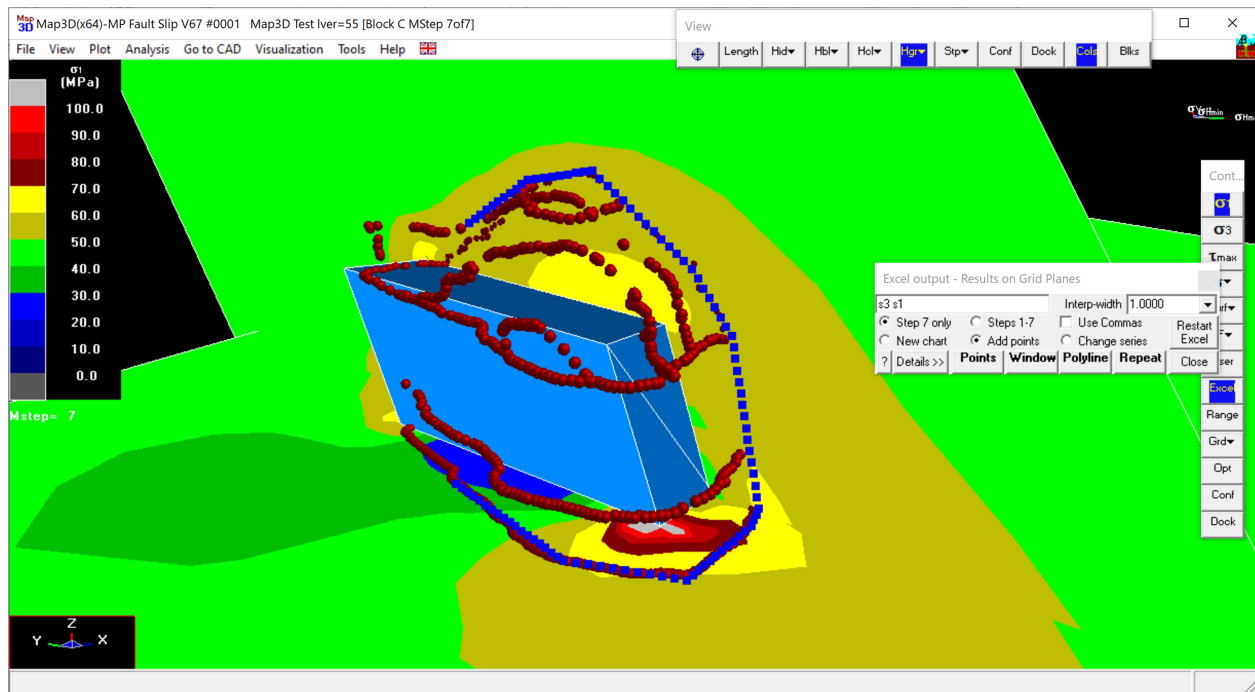 Map3D(x64)-MP Fault Slip V67 #0001 Map3D Test lver=55 [Block C MStep 7of7]
View
File View Plot Analysis Go to CAD Visualization Tools Help
Length Hid▾ Hbl▾ Hcl▾ Hgr▾ Stp▾ Conf Dock Cols Blks
σ1
(MPa)
100.0
90.0
80.0
70.0
60.0
50.0
40.0
30.0
20.0
10.0
0.0
Mstep= 7
Cont...
σ1
σ3
τmax
Excel output - Results on Grid Planes
s3 s1 Interp-width 1.0000
Step 7 only Steps 1-7 Use Commas Restart Excel
New chart Add points Change series
? Details >> Points Window Polyline Repeat Close
Excel
Range
Grd▾
Opt
Conf
Dock
Z
Y X